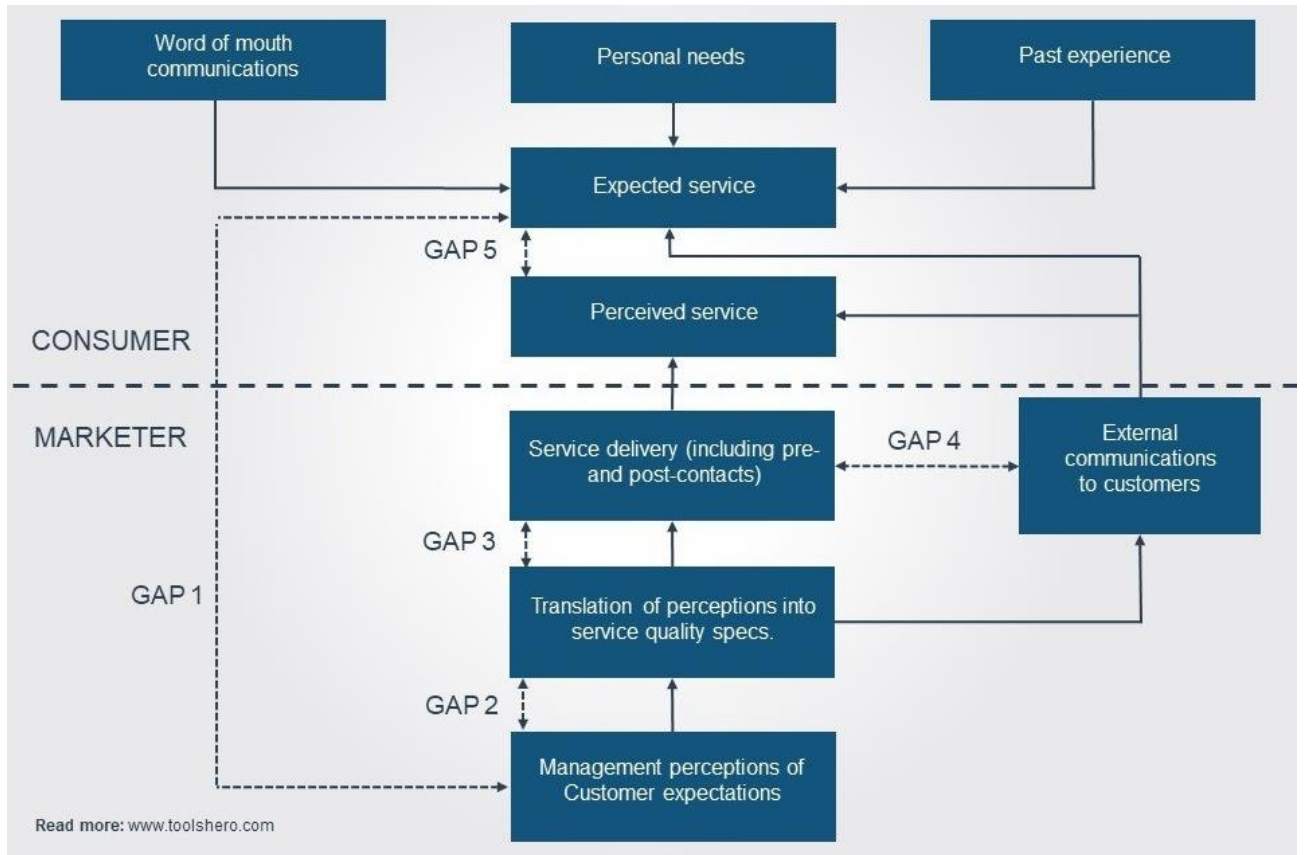 Word of mouth
communications
Personal needs
Past experience
Expected service
GAP 5
Perceived service
CONSUMER
MARKETER
Service delivery (including pre-
and post-contacts)
GAP 4
External
communications
to customers
GAP 3
GAP 1
Translation of perceptions into
service quality specs.
GAP 2
Management perceptions of
Customer expectations
Read more: www.toolshero.com